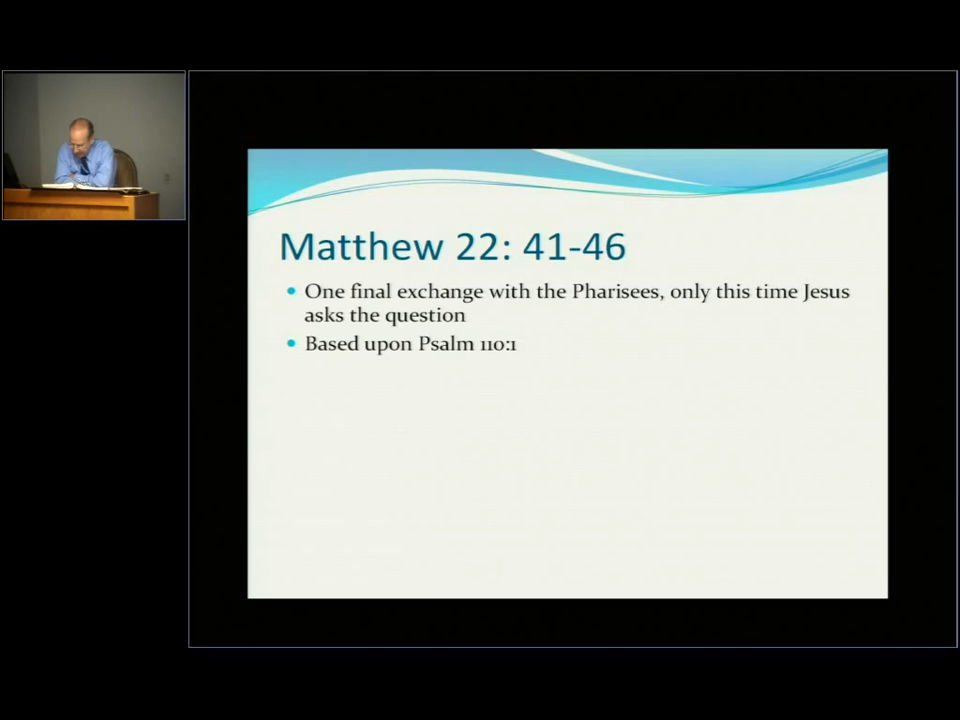 Matthew 22: 41-46
One final exchange with the Pharisees, only this time Jesus
asks the question
Based upon Psalm 110:1